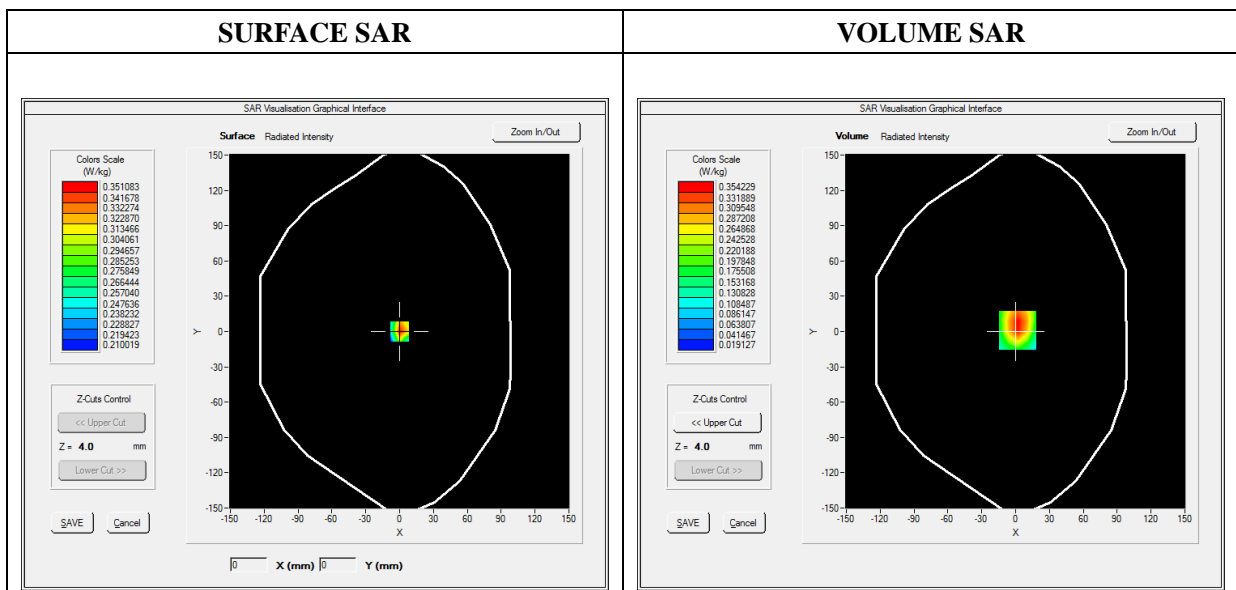 SURFACE SAR
VOLUME SAR
SAR Visualisation Graphical Interface
Surface Radiated Intensity
Zoom In/Out
Colors Scale
(W/kg)
0.351083
0.341678
0.332274
0.322870
0.313466
0.304061
0.294657
0.285253
0.275849
0.266444
0.257040
0.247636
0.238232
0.228827
0.219423
0.210019
Z-Cuts Control
<< Upper Cut
Z = 4.0 mm
Lower Cut >>
SAVE Cancel
150
120
90
60
30
0
-30
-60
-90
-120
-150
Y
-150 -120 -90 -60 -30 0 30 60 90 120 150
X
0 X (mm) 0 Y (mm)
SAR Visualisation Graphical Interface
Volume Radiated Intensity
Zoom In/Out
Colors Scale
(W/kg)
0.354229
0.331889
0.309548
0.287208
0.264868
0.242528
0.220188
0.197848
0.175508
0.153168
0.130828
0.108487
0.086147
0.063807
0.041467
0.019127
Z-Cuts Control
<< Upper Cut
Z = 4.0 mm
Lower Cut >>
SAVE Cancel
150
120
90
60
30
0
-30
-60
-90
-120
-150
Y
-150 -120 -90 -60 -30 0 30 60 90 120 150
X